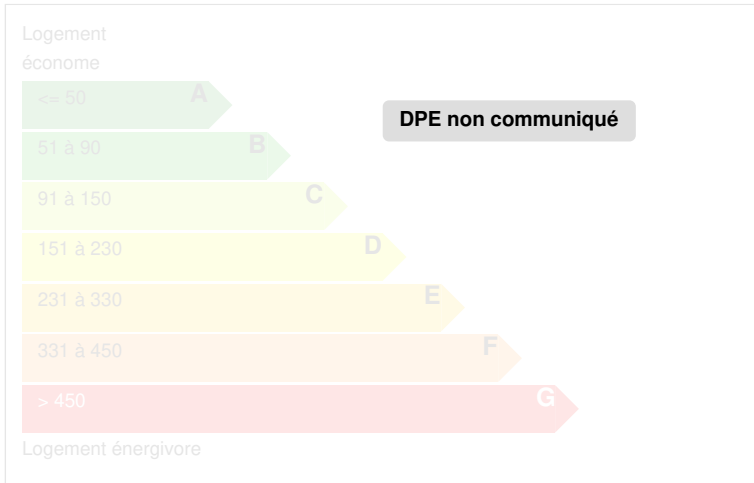 Logement
économe
<= 50 A
DPE non communiqué
51 à 90 B
91 à 150 C
151 à 230 D
231 à 330 E
331 à 450 F
> 450 G
Logement énergivore